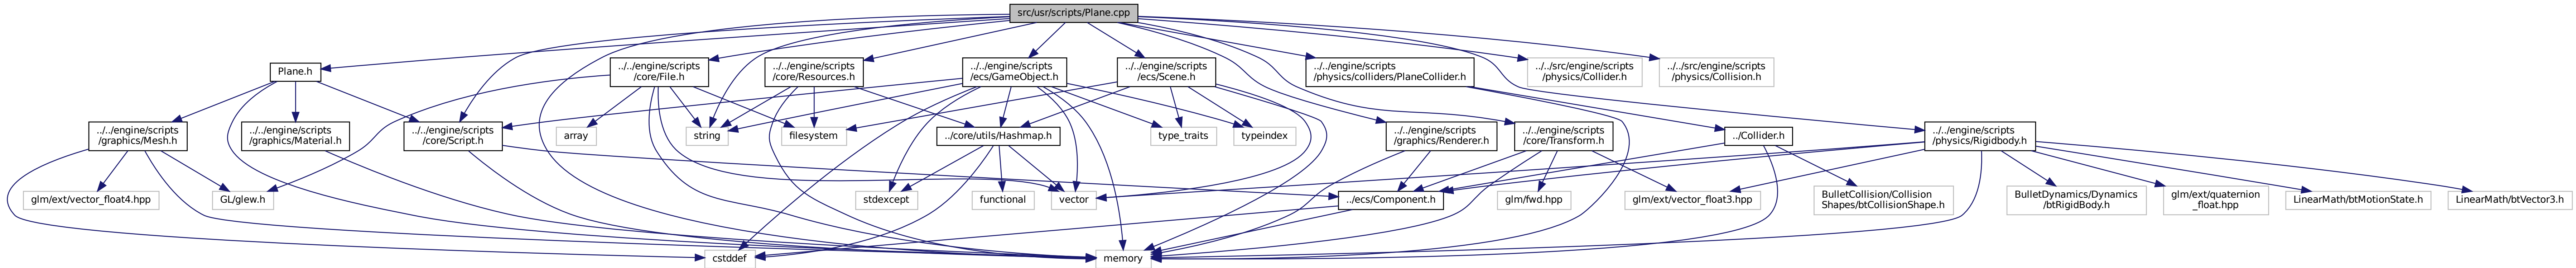 src/usr/scripts/Plane.cpp
Plane.h
../../engine/scripts
/core/File.h
../../engine/scripts
/core/Resources.h
../../engine/scripts
/ecs/GameObject.h
../../engine/scripts
/ecs/Scene.h
../../engine/scripts
/physics/colliders/PlaneCollider.h
../../src/engine/scripts
/physics/Collider.h
../../src/engine/scripts
/physics/Collision.h
../../engine/scripts
/graphics/Mesh.h
../../engine/scripts
/graphics/Material.h
../../engine/scripts
/core/Script.h
array
string
filesystem
../core/utils/Hashmap.h
type_traits
typeindex
../../engine/scripts
/graphics/Renderer.h
../../engine/scripts
/core/Transform.h
../Collider.h
../../engine/scripts
/physics/Rigidbody.h
glm/ext/vector_float4.hpp
GL/glew.h
stdexcept
functional
vector
../ecs/Component.h
glm/fwd.hpp
glm/ext/vector_float3.hpp
BulletCollision/Collision
Shapes/btCollisionShape.h
BulletDynamics/Dynamics
/btRigidBody.h
glm/ext/quaternion
_float.hpp
LinearMath/btMotionState.h
LinearMath/btVector3.h
cstddef
memory